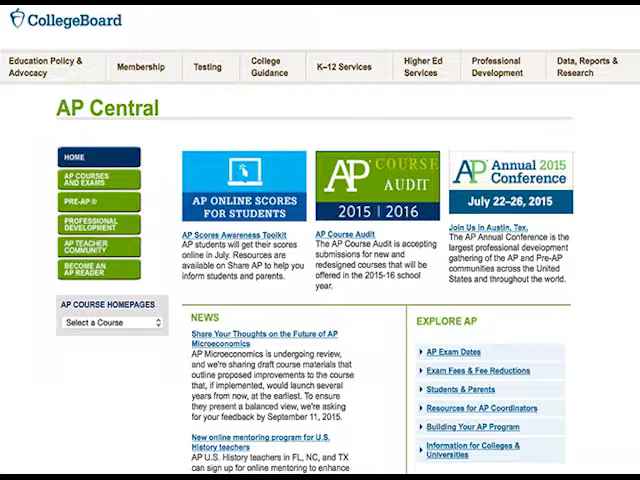 CollegeBoard
Education Policy &
Advocacy
Membership
Testing
College
Guidance
K–12 Services
Higher Ed
Services
Professional
Development
Data, Reports &
Research
AP Central
HOME
AP COURSES
AND EXAMS
PRE-AP ®
PROFESSIONAL
DEVELOPMENT
AP TEACHER
COMMUNITY
BECOME AN
AP READER
AP COURSE HOMEPAGES
Select a Course
AP ONLINE SCORES
FOR STUDENTS
AP Scores Awareness Toolkit
AP students will get their scores
online in July. Resources are
available on Share AP to help you
inform students and parents.
AP COURSE
AUDIT
2015 | 2016
AP Course Audit
The AP Course Audit is accepting
submissions for new and
redesigned courses that will be
offered in the 2015-16 school
year.
AP Annual 2015
Conference
July 22–26, 2015
Join Us in Austin, Tex.
The AP Annual Conference is the
largest professional development
gathering of the AP and Pre-AP
communities across the United
States and throughout the world.
NEWS
Share Your Thoughts on the Future of AP
Microeconomics
AP Microeconomics is undergoing review,
and we're sharing draft course materials that
outline proposed improvements to the course
that, if implemented, would launch several
years from now, at the earliest. To ensure
they present a balanced view, we're asking
for your feedback by September 11, 2015.
New online mentoring program for U.S.
History teachers
AP U.S. History teachers in FL, NC, and TX
can sign up for online mentoring to enhance
EXPLORE AP
AP Exam Dates
Exam Fees & Fee Reductions
Students & Parents
Resources for AP Coordinators
Building Your AP Program
Information for Colleges &
Universities